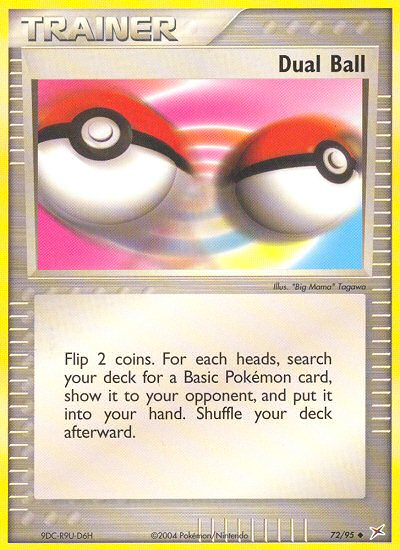 TRAINER
Dual Ball
Illus. "Big Mama" Tagawa
Flip 2 coins. For each heads, search
your deck for a Basic Pokémon card,
show it to your opponent, and put it
into your hand. Shuffle your deck
afterward.
9DC-R9U-D6H
©2004 Pokémon/Nintendo
72/95 ◆